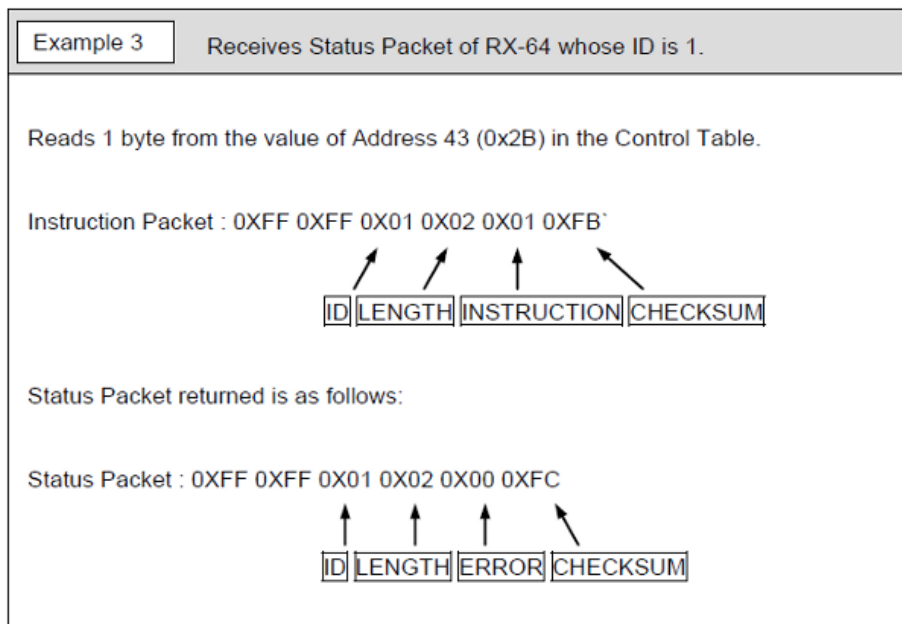 Example 3 Receives Status Packet of RX-64 whose ID is 1.
Reads 1 byte from the value of Address 43 (0x2B) in the Control Table.
Instruction Packet : 0XFF 0XFF 0X01 0X02 0X01 0XFB`
ID LENGTH INSTRUCTION CHECKSUM
Status Packet returned is as follows:
Status Packet : 0XFF 0XFF 0X01 0X02 0X00 0XFC
ID LENGTH ERROR CHECKSUM